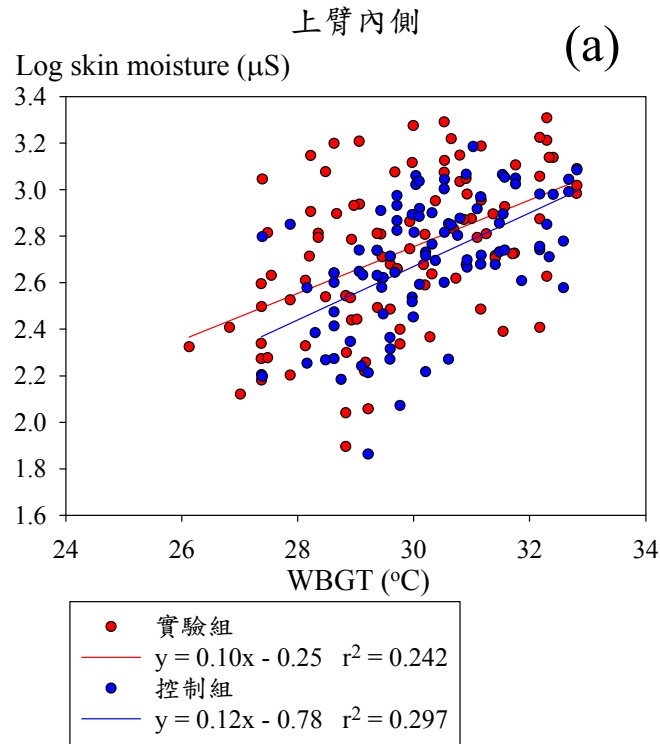 上臂內側
(a)
Log skin moisture (μS)
3.4
3.2
3.0
2.8
2.6
2.4
2.2
2.0
1.8
1.6
24 26 28 30 32 34
WBGT (°C)
實驗組
y = 0.10x - 0.25 r² = 0.242
控制組
y = 0.12x - 0.78 r² = 0.297